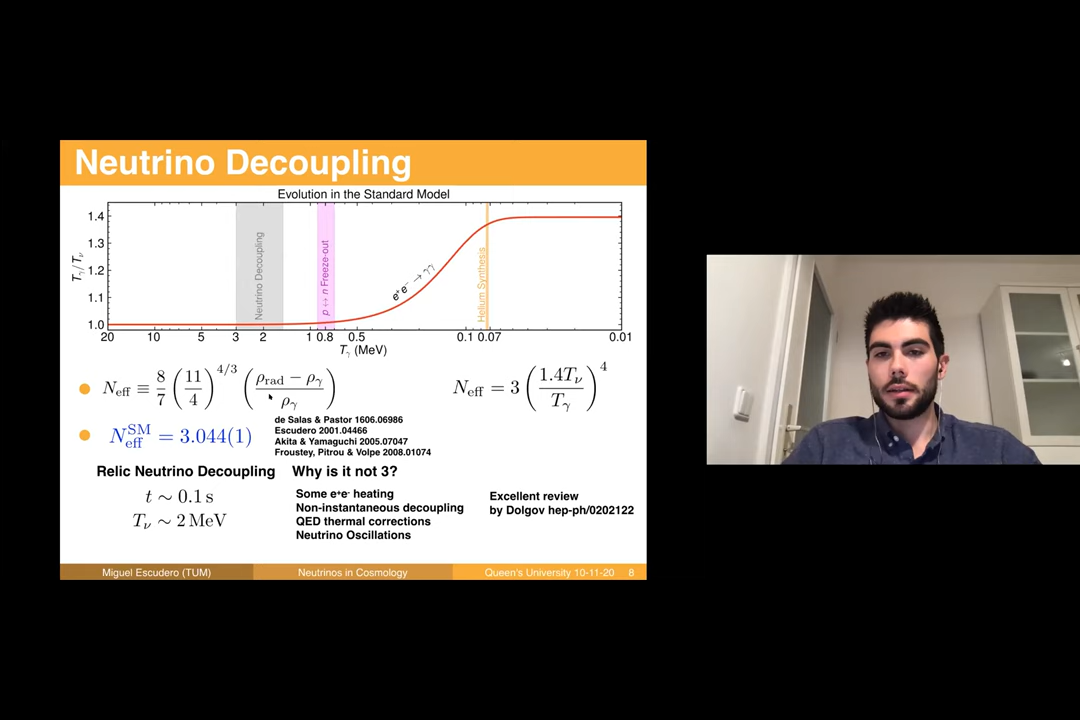 Neutrino Decoupling
Evolution in the Standard Model
1.4
1.3
1.2
1.1
1.0
Tγ/Tν
Neutrino Decoupling
p ↔ n Freeze-out
e⁺e⁻ → γγ
Helium Synthesis
20 10 5 3 2 1 0.8 0.5 0.1 0.07 0.01
Tγ (MeV)
N_eff ≡ 8/7 (11/4)^4/3 ((ρ_rad − ρ_γ)/ρ_γ)
N_eff = 3 (1.4T_ν/T_γ)^4
N_eff^SM = 3.044(1)
de Salas & Pastor 1606.06986
Escudero 2001.04466
Akita & Yamaguchi 2005.07047
Froustey, Pitrou & Volpe 2008.01074
Relic Neutrino Decoupling
t ∼ 0.1 s
T_ν ∼ 2 MeV
Why is it not 3?
Some e⁺e⁻ heating
Non-instantaneous decoupling
QED thermal corrections
Neutrino Oscillations
Excellent review
by Dolgov hep-ph/0202122
Miguel Escudero (TUM)
Neutrinos in Cosmology
Queen's University 10-11-20 8